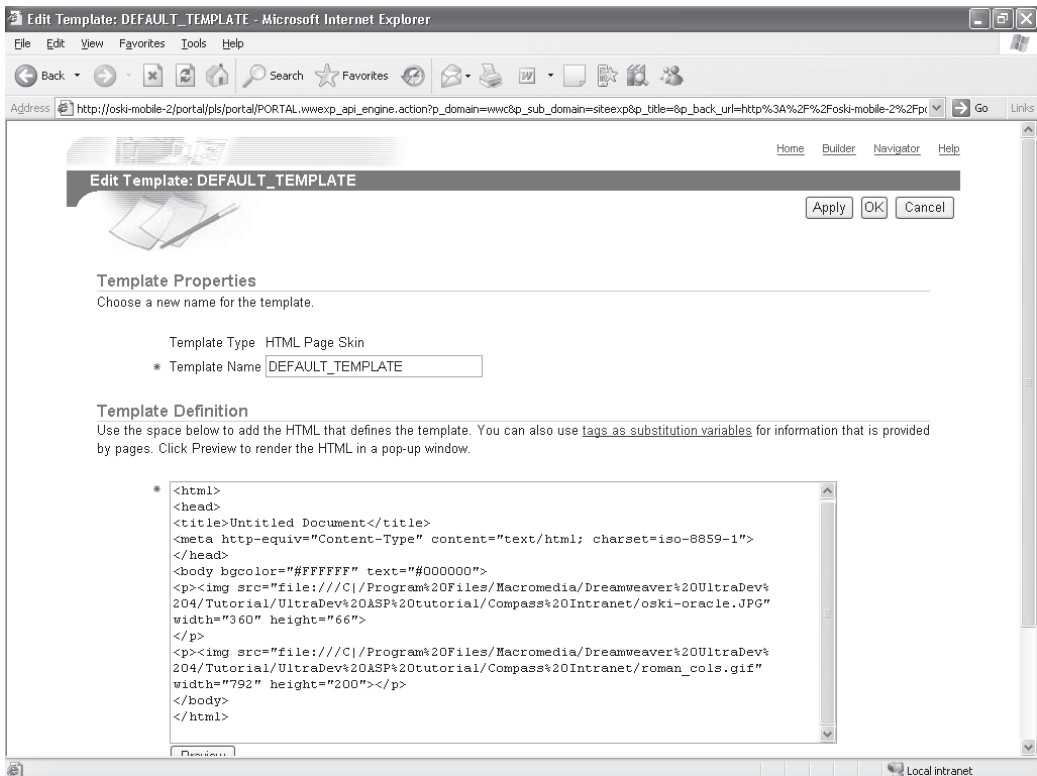 Edit Template: DEFAULT_TEMPLATE - Microsoft Internet Explorer
File Edit View Favorites Tools Help
Back Search Favorites
Address http://oski-mobile-2/portal/pls/portal/PORTAL.wwexp_api_engine.action?p_domain=wwc&p_sub_domain=siteexp&p_title=&p_back_url=http%3A%2F%2Foski-mobile-2%2Fp Go Links
Home Builder Navigator Help
Edit Template: DEFAULT_TEMPLATE
Apply OK Cancel
Template Properties
Choose a new name for the template.
Template Type HTML Page Skin
Template Name DEFAULT_TEMPLATE
Template Definition
Use the space below to add the HTML that defines the template. You can also use tags as substitution variables for information that is provided
by pages. Click Preview to render the HTML in a pop-up window.
<html>
<head>
<title>Untitled Document</title>
<meta http-equiv="Content-Type" content="text/html; charset=iso-8859-1">
</head>
<body bgcolor="#FFFFFF" text="#000000">
<p><img src="file:///C|/Program%20Files/Macromedia/Dreamweaver%20UltraDev%
204/Tutorial/UltraDev%20ASP%20tutorial/Compass%20Intranet/oski-oracle.JPG"
width="360" height="66">
</p>
<p><img src="file:///C|/Program%20Files/Macromedia/Dreamweaver%20UltraDev%
204/Tutorial/UltraDev%20ASP%20tutorial/Compass%20Intranet/roman_cols.gif"
width="792" height="200"></p>
</body>
</html>
Preview
Local intranet